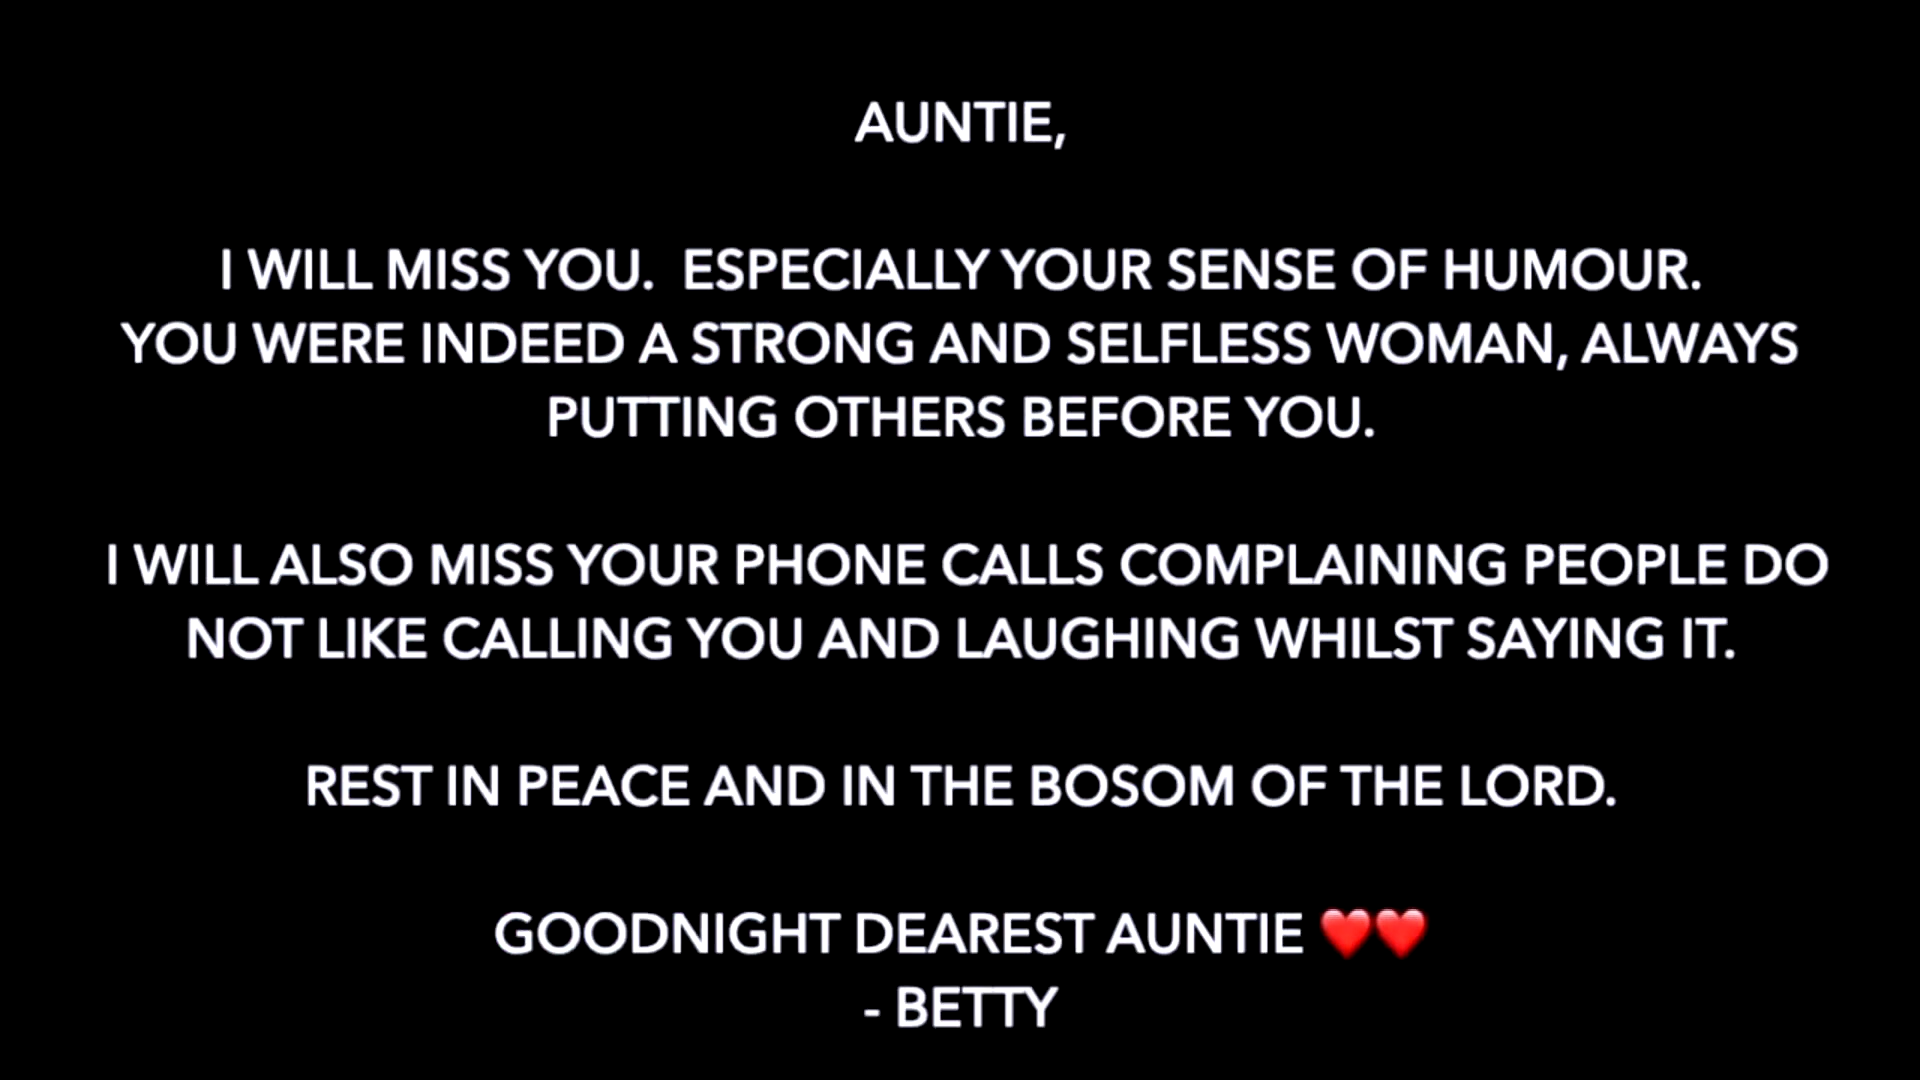 AUNTIE,
I WILL MISS YOU.  ESPECIALLY YOUR SENSE OF HUMOUR.
YOU WERE INDEED A STRONG AND SELFLESS WOMAN, ALWAYS
PUTTING OTHERS BEFORE YOU.
I WILL ALSO MISS YOUR PHONE CALLS COMPLAINING PEOPLE DO
NOT LIKE CALLING YOU AND LAUGHING WHILST SAYING IT.
REST IN PEACE AND IN THE BOSOM OF THE LORD.
GOODNIGHT DEAREST AUNTIE ❤️❤️
- BETTY